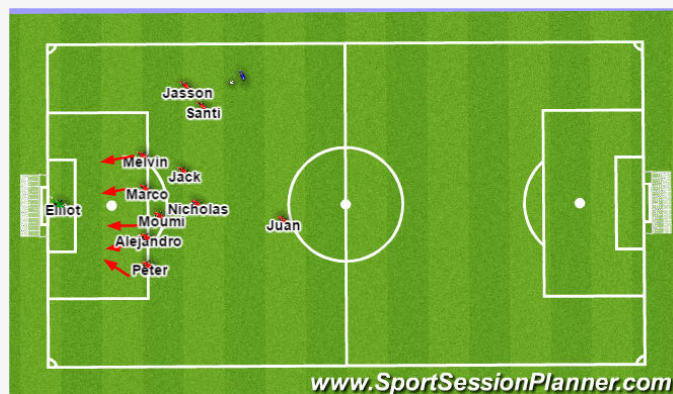 Jasson
Santi
Melvin
Jack
Marco
Elliot
Nicholas
Moumi
Juan
Alejandro
Peter
www.SportSessionPlanner.com